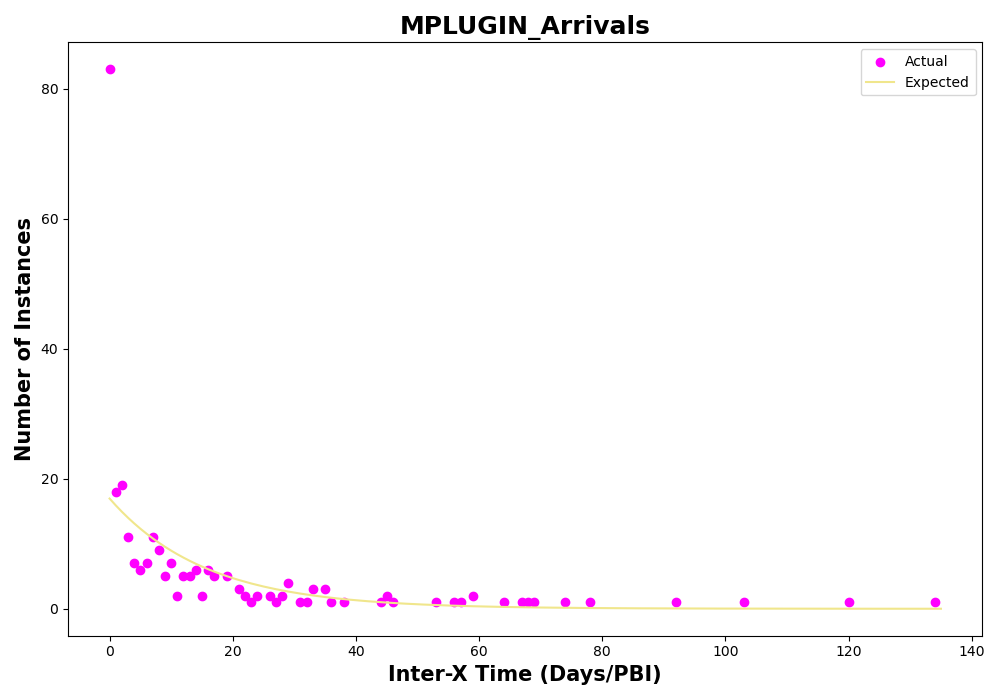 MPLUGIN_Arrivals
Actual
Expected
Number of Instances
80
60
40
20
0
0 20 40 60 80 100 120 140
Inter-X Time (Days/PBI)